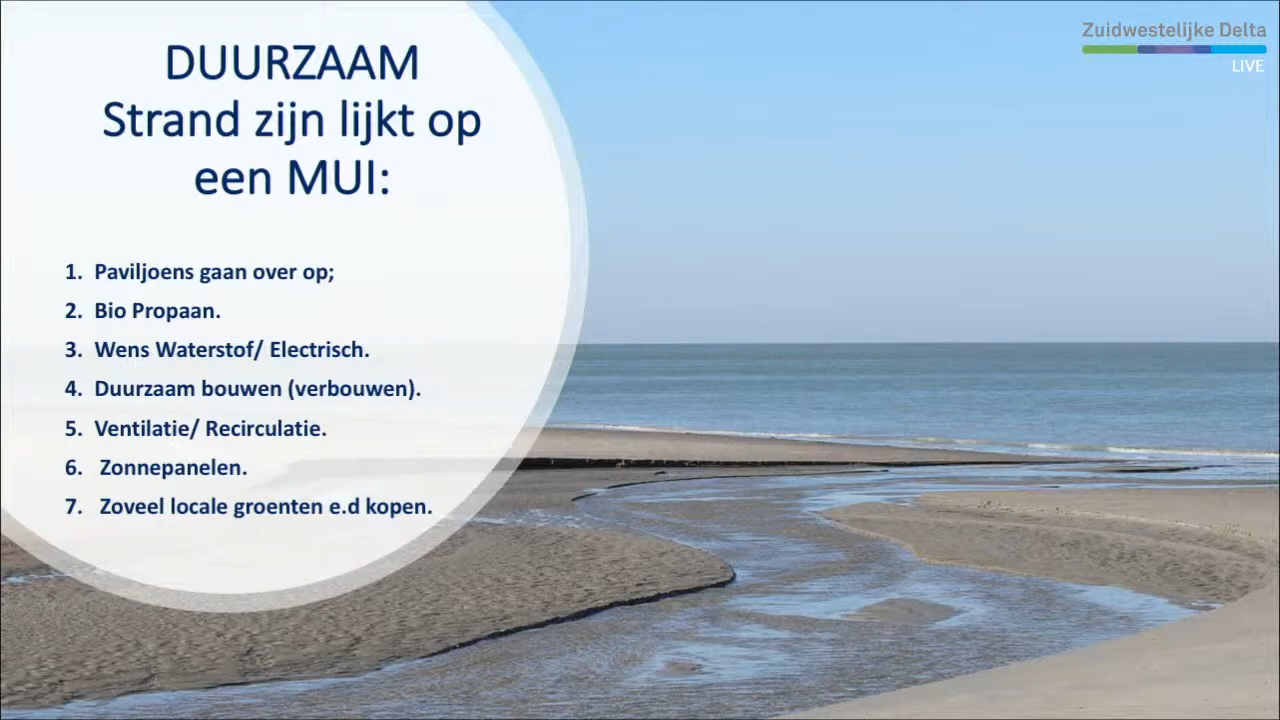 Zuidwestelijke Delta
LIVE
DUURZAAM
Strand zijn lijkt op
een MUI:
1. Paviljoens gaan over op;
2. Bio Propaan.
3. Wens Waterstof/ Electrisch.
4. Duurzaam bouwen (verbouwen).
5. Ventilatie/ Recirculatie.
6. Zonnepanelen.
7. Zoveel locale groenten e.d kopen.